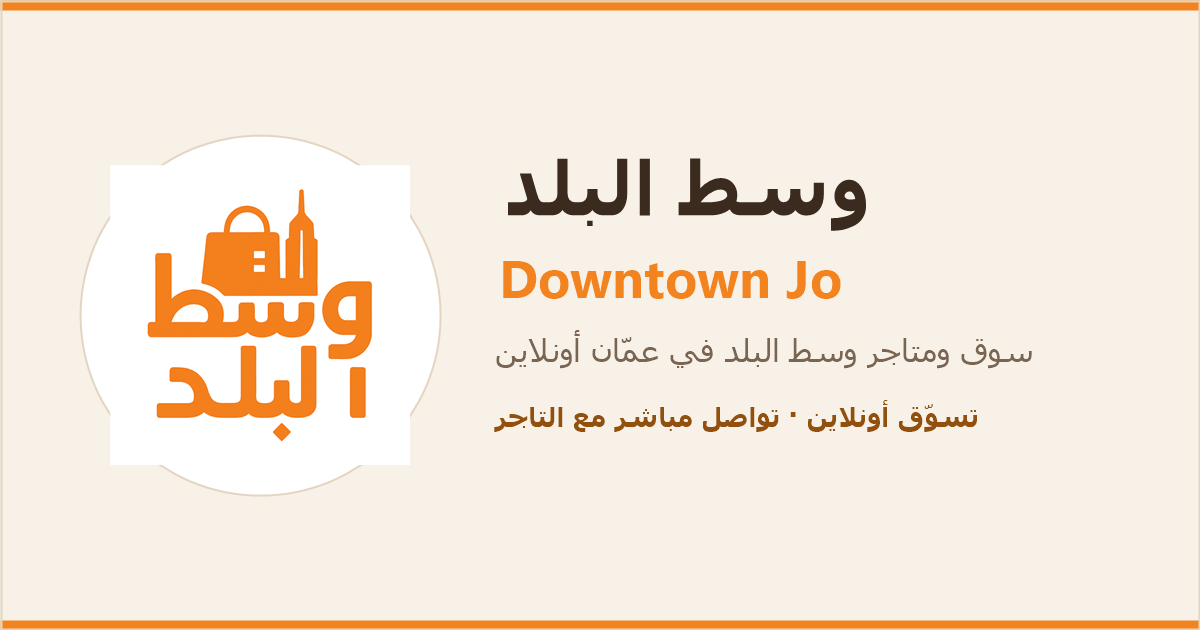 وسط
البلد
وسط البلد
Downtown Jo
سوق ومتاجر وسط البلد في عمّان أونلاين
تسوّق أونلاين · تواصل مباشر مع التاجر